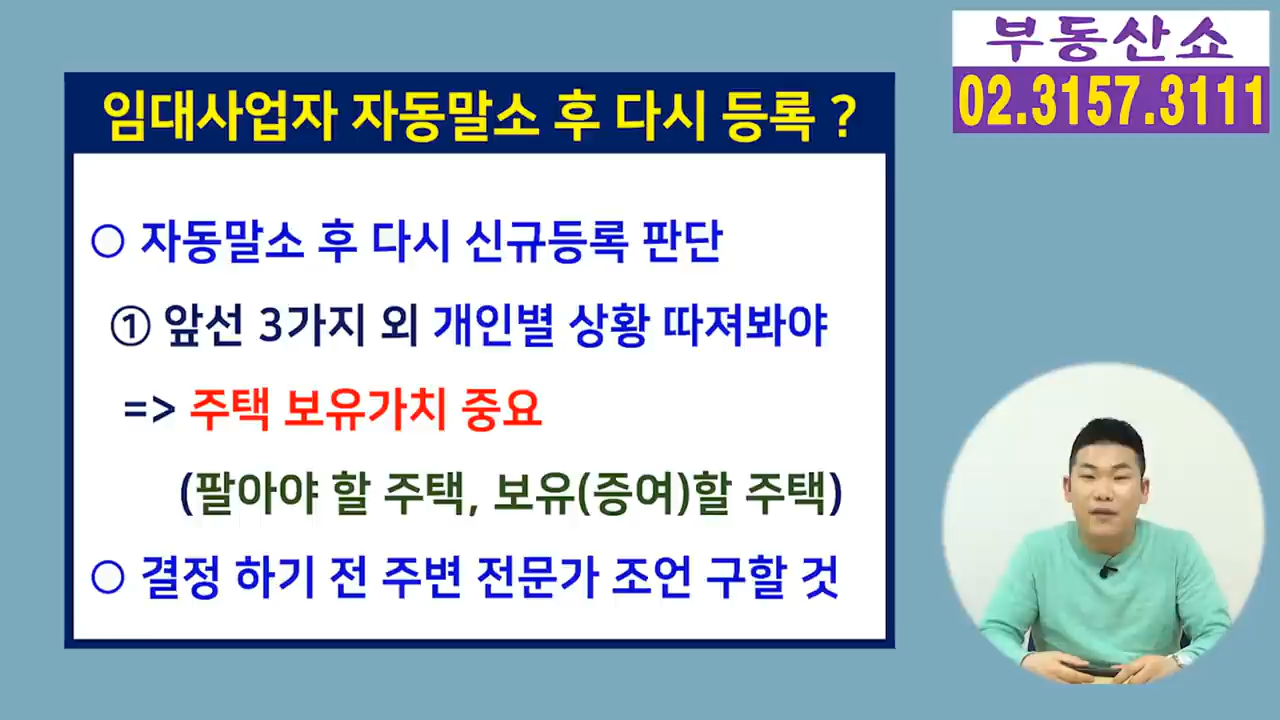 부동산쇼
02.3157.3111
임대사업자 자동말소 후 다시 등록 ?
○ 자동말소 후 다시 신규등록 판단
① 앞선 3가지 외 개인별 상황 따져봐야
=> 주택 보유가치 중요
(팔아야 할 주택, 보유(증여)할 주택)
○ 결정 하기 전 주변 전문가 조언 구할 것